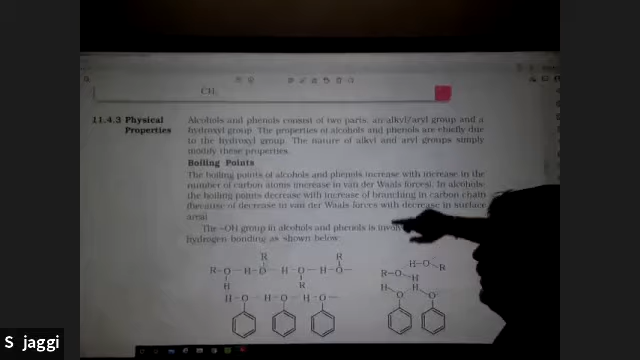 CH₃
11.4.3 Physical
Properties
Alcohols and phenols consist of two parts, an alkyl/aryl group and a
hydroxyl group. The properties of alcohols and phenols are chiefly due
to the hydroxyl group. The nature of alkyl and aryl groups simply
modify these properties.
Boiling Points
The boiling points of alcohols and phenols increase with increase in the
number of carbon atoms (increase in van der Waals forces). In alcohols,
the boiling points decrease with increase of branching in carbon chain
(because of decrease in van der Waals forces with decrease in surface
area).
The –OH group in alcohols and phenols is involv
hydrogen bonding as shown below:
R H–O R
R–O H–O H–O H–O R–O H
H R H H
H–O H–O H–O O O
S jaggi